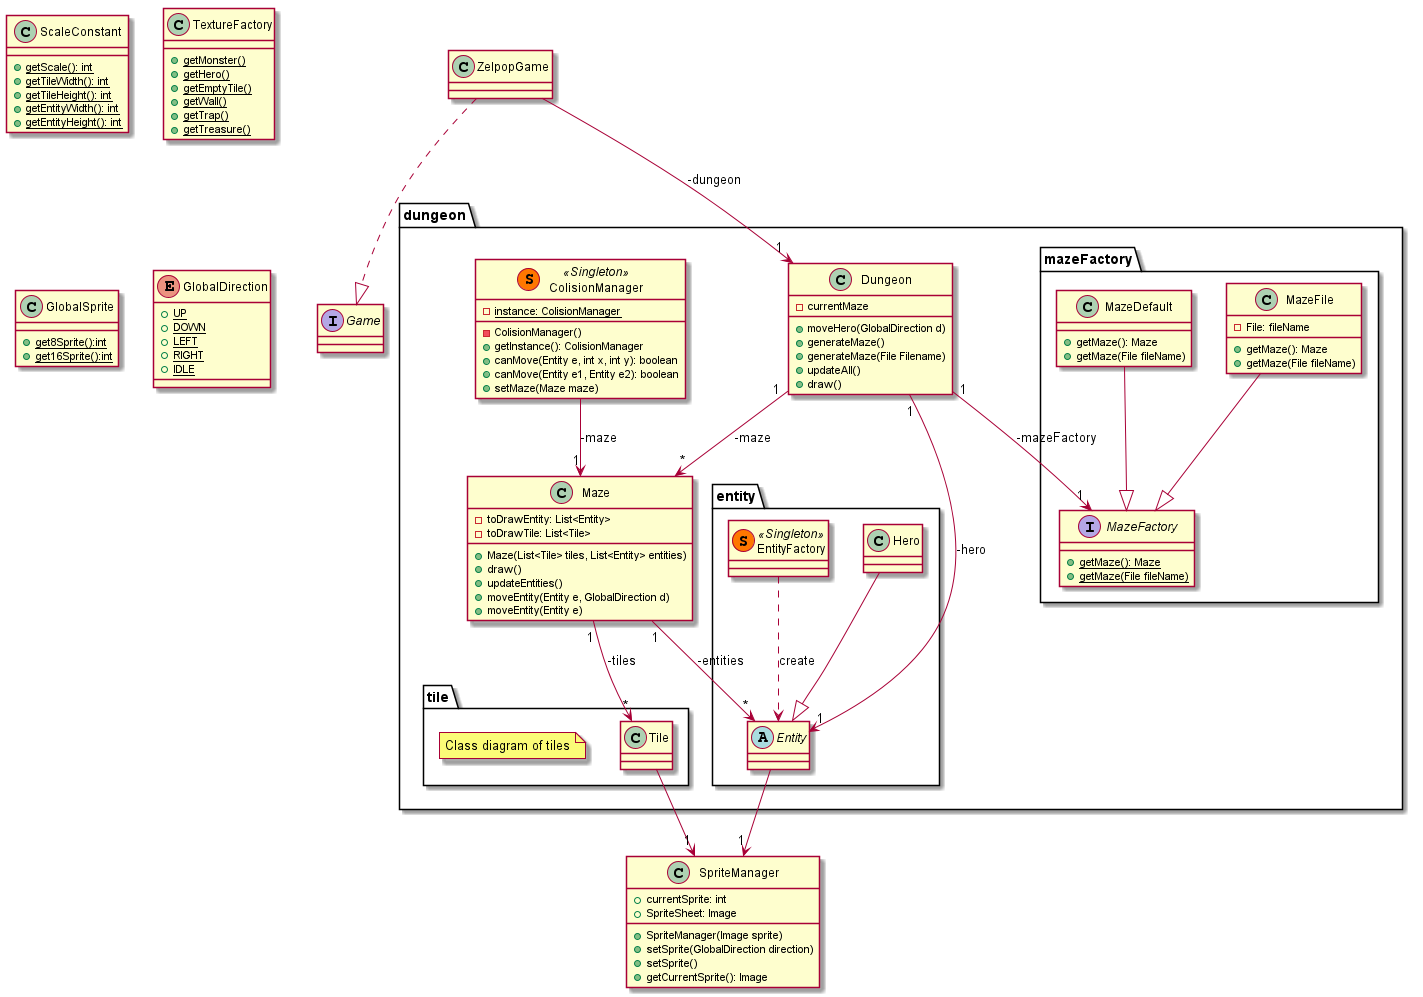 C ScaleConstant
getScale(): int
getTileWidth(): int
getTileHeight(): int
getEntityWidth(): int
getEntityHeight(): int
C TextureFactory
getMonster()
getHero()
getEmptyTile()
getWall()
getTrap()
getTreasure()
C ZelpopGame
-dungeon
1
dungeon
C GlobalSprite
get8Sprite():int
get16Sprite():int
E GlobalDirection
UP
DOWN
LEFT
RIGHT
IDLE
I Game
S «Singleton»
ColisionManager
instance: ColisionManager
ColisionManager()
getInstance(): ColisionManager
canMove(Entity e, int x, int y): boolean
canMove(Entity e1, Entity e2): boolean
setMaze(Maze maze)
C Dungeon
currentMaze
moveHero(GlobalDirection d)
generateMaze()
generateMaze(File Filename)
updateAll()
draw()
mazeFactory
C MazeDefault
getMaze(): Maze
getMaze(File fileName)
C MazeFile
File: fileName
getMaze(): Maze
getMaze(File fileName)
-maze
1
1
-maze
*
1
-hero
1
1
-mazeFactory
1
C Maze
toDrawEntity: List<Entity>
toDrawTile: List<Tile>
Maze(List<Tile> tiles, List<Entity> entities)
draw()
updateEntities()
moveEntity(Entity e, GlobalDirection d)
moveEntity(Entity e)
entity
S «Singleton»
EntityFactory
C Hero
create
I MazeFactory
getMaze(): Maze
getMaze(File fileName)
1
-tiles
*
1
-entities
*
tile
Class diagram of tiles
C Tile
A Entity
1
1
C SpriteManager
currentSprite: int
SpriteSheet: Image
SpriteManager(Image sprite)
setSprite(GlobalDirection direction)
setSprite()
getCurrentSprite(): Image